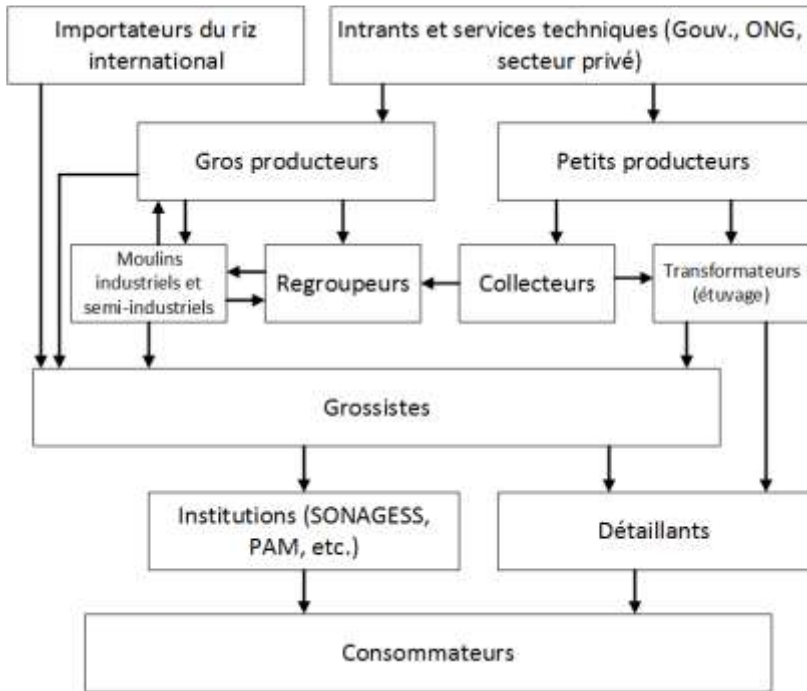 Importateurs du riz
international
Intrants et services techniques (Gouv., ONG,
secteur privé)
Gros producteurs
Petits producteurs
Moulins
industriels et
semi-industriels
Regroupeurs
Collecteurs
Transformateurs
(étuvage)
Grossistes
Institutions (SONAGESS,
PAM, etc.)
Détaillants
Consommateurs